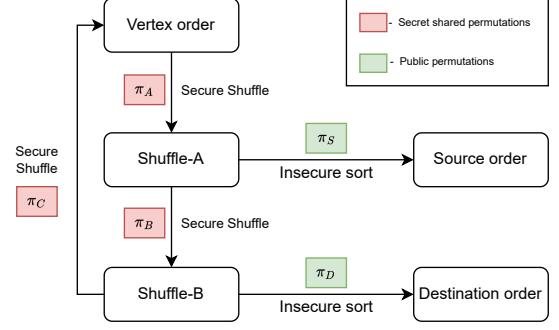 Vertex order
- Secret shared permutations
- Public permutations
π_A
Secure Shuffle
Secure
Shuffle
π_C
Shuffle-A
π_S
Insecure sort
Source order
π_B
Secure Shuffle
Shuffle-B
π_D
Insecure sort
Destination order